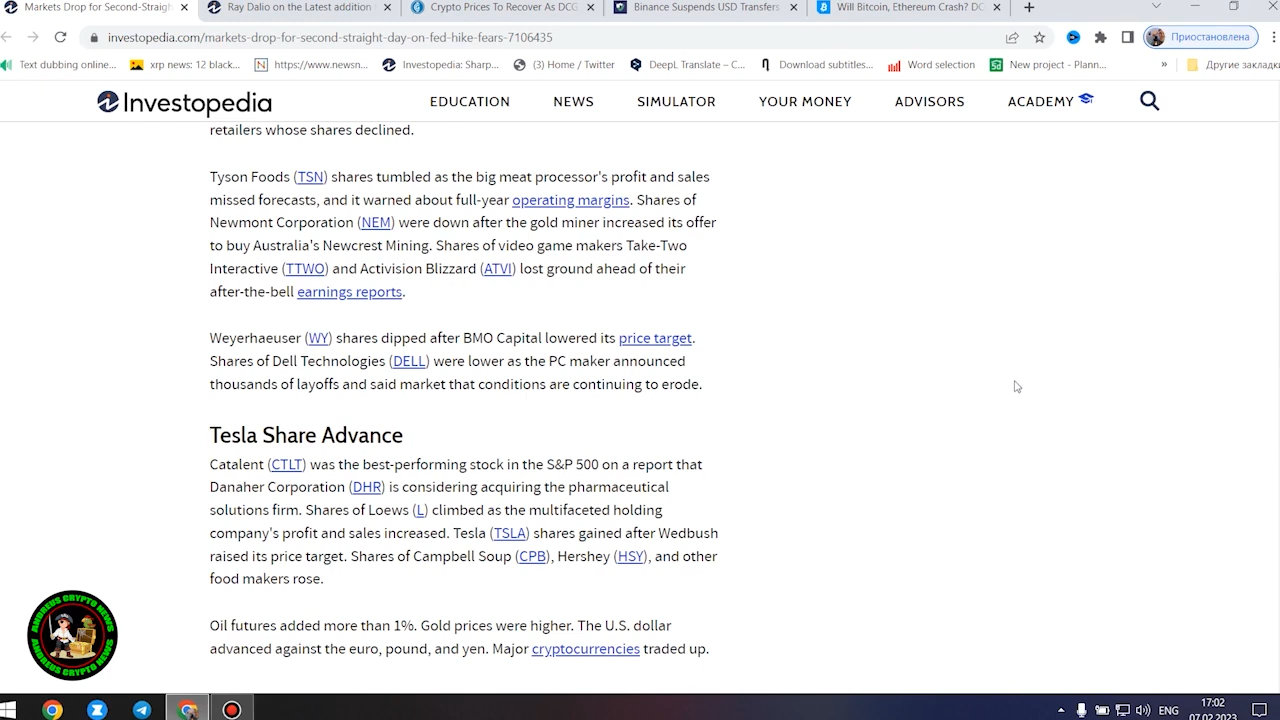 Markets Drop for Second-Straigh
Ray Dalio on the Latest addition
Crypto Prices To Recover As DCG
Binance Suspends USD Transfers
Will Bitcoin, Ethereum Crash? DC
investopedia.com/markets-drop-for-second-straight-day-on-fed-hike-fears-7106435
Приостановлена
Text dubbing online...
xrp news: 12 black...
https://www.newsn...
Investopedia: Sharp...
(3) Home / Twitter
DeepL Translate – C...
Download subtitles...
Word selection
New project - Plann...
»
Другие закладки
Investopedia
EDUCATION
NEWS
SIMULATOR
YOUR MONEY
ADVISORS
ACADEMY
retailers whose shares declined.
Tyson Foods (TSN) shares tumbled as the big meat processor's profit and sales
missed forecasts, and it warned about full-year operating margins. Shares of
Newmont Corporation (NEM) were down after the gold miner increased its offer
to buy Australia's Newcrest Mining. Shares of video game makers Take-Two
Interactive (TTWO) and Activision Blizzard (ATVI) lost ground ahead of their
after-the-bell earnings reports.
Weyerhaeuser (WY) shares dipped after BMO Capital lowered its price target.
Shares of Dell Technologies (DELL) were lower as the PC maker announced
thousands of layoffs and said market that conditions are continuing to erode.
Tesla Share Advance
Catalent (CTLT) was the best-performing stock in the S&P 500 on a report that
Danaher Corporation (DHR) is considering acquiring the pharmaceutical
solutions firm. Shares of Loews (L) climbed as the multifaceted holding
company's profit and sales increased. Tesla (TSLA) shares gained after Wedbush
raised its price target. Shares of Campbell Soup (CPB), Hershey (HSY), and other
food makers rose.
Oil futures added more than 1%. Gold prices were higher. The U.S. dollar
advanced against the euro, pound, and yen. Major cryptocurrencies traded up.
ANDREUS CRYPTO NEWS
ANDREUS CRYPTO NEWS
ENG
17:02
07.02.2023